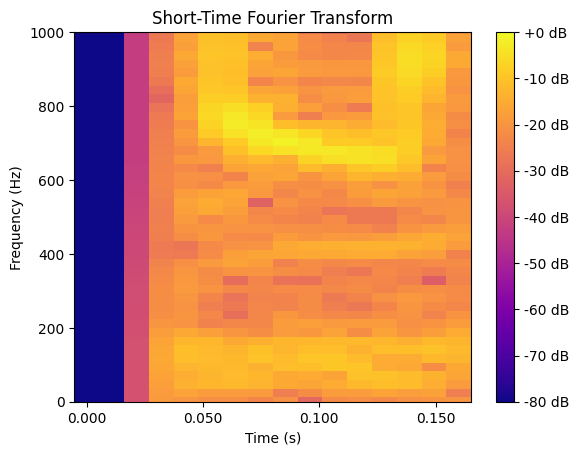 Short-Time Fourier Transform
Frequency (Hz)
1000
800
600
400
200
0
0.000
0.050
0.100
0.150
Time (s)
+0 dB
-10 dB
-20 dB
-30 dB
-40 dB
-50 dB
-60 dB
-70 dB
-80 dB